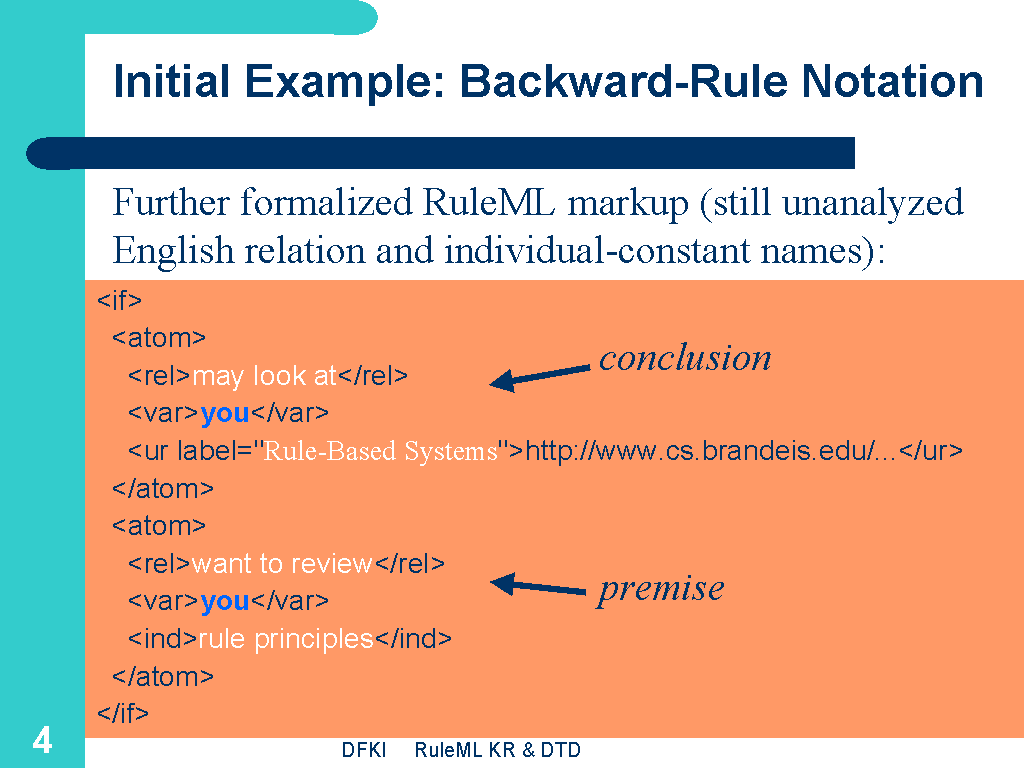 Initial Example: Backward-Rule Notation
Further formalized RuleML markup (still unanalyzed
English relation and individual-constant names):
<if>
<atom>
<rel>may look at</rel>
conclusion
<var>you</var>
<ur label="Rule-Based Systems">http://www.cs.brandeis.edu/...</ur>
</atom>
<atom>
<rel>want to review</rel>
premise
<var>you</var>
<ind>rule principles</ind>
</atom>
</if>
4
DFKI RuleML KR & DTD